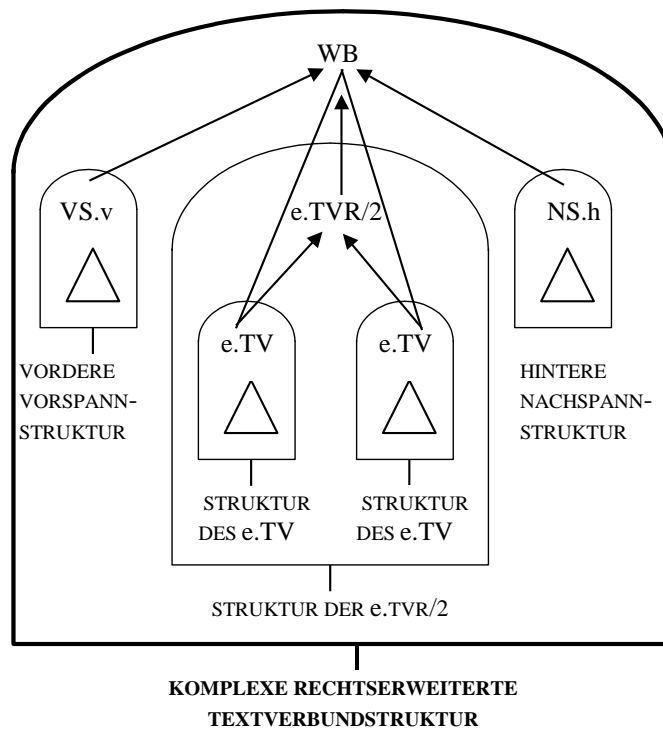 WB
VS.v
e.TVR/2
NS.h
e.TV
e.TV
VORDERE
VORSPANN-
STRUKTUR
HINTERE
NACHSPANN-
STRUKTUR
STRUKTUR
DES e.TV
STRUKTUR
DES e.TV
STRUKTUR DER e.TVR/2
KOMPLEXE RECHTSERWEITERTE
TEXTVERBUNDSTRUKTUR